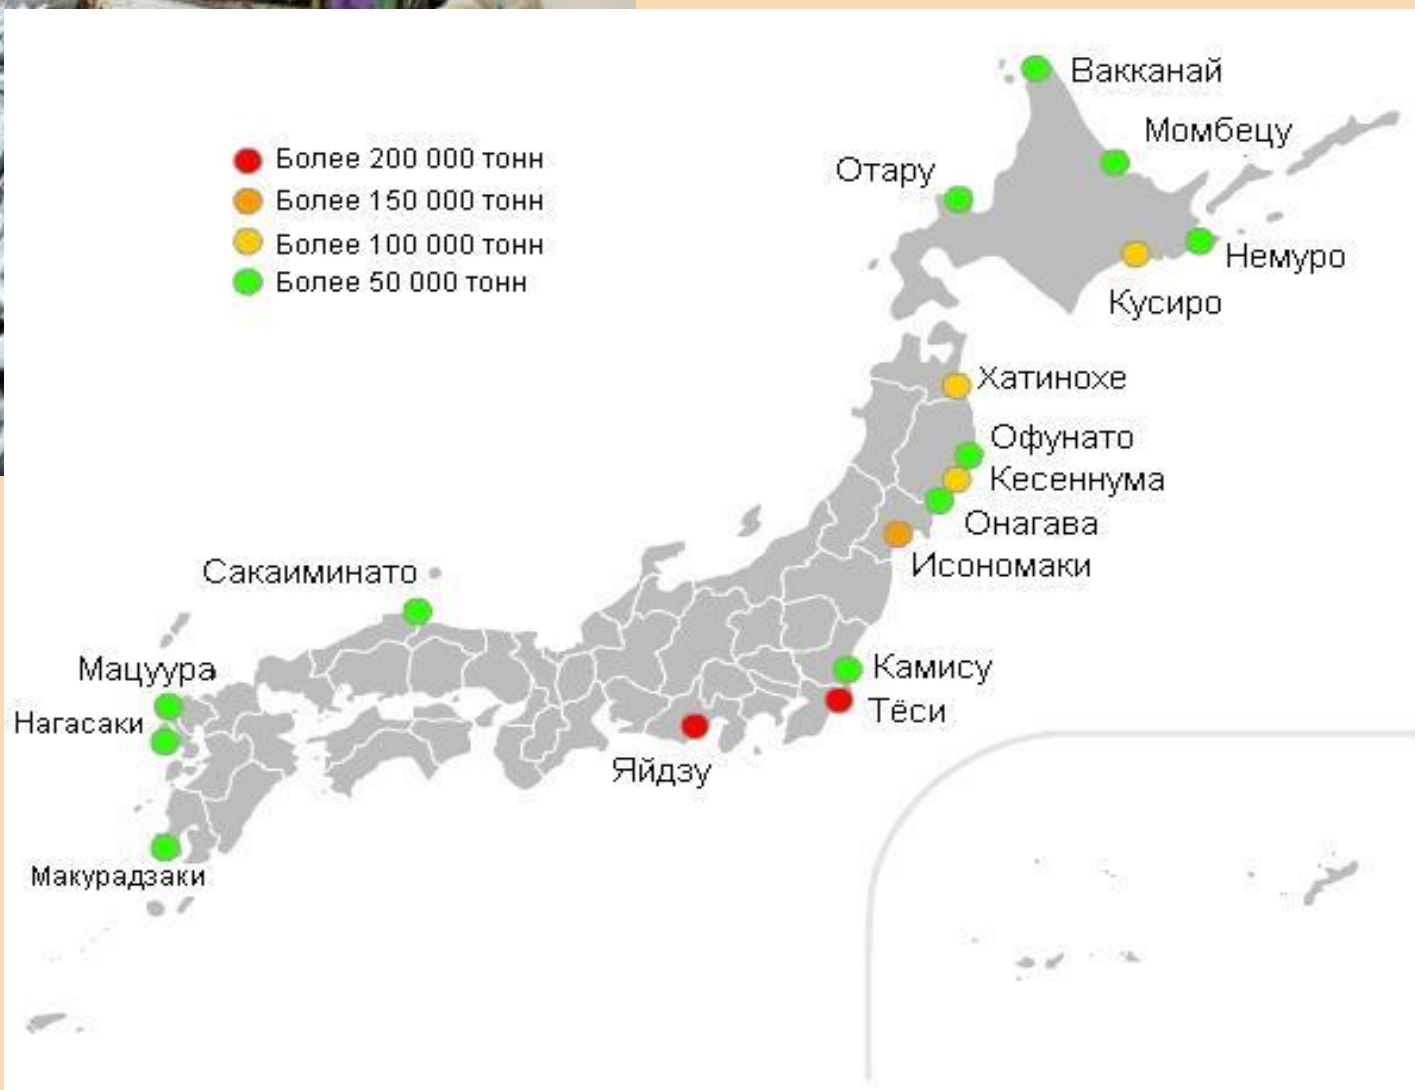 Вакканай
Момбецу
Отару
Немуро
Кусиро
Более 200 000 тонн
Более 150 000 тонн
Более 100 000 тонн
Более 50 000 тонн
Хатинохе
Офунато
Кесеннума
Онагава
Исономаки
Сакаиминато
Мацуура
Нагасаки
Камису
Тёси
Яйдзу
Макурадзаки